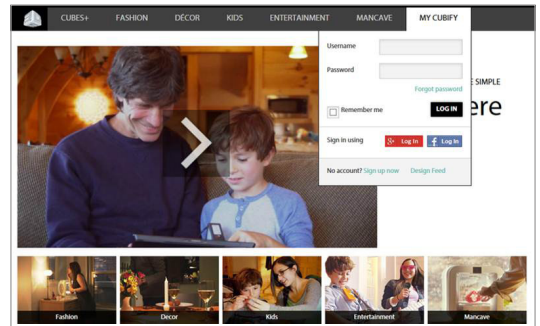 CUBES+ FASHION DÉCOR KIDS ENTERTAINMENT MANCAVE MY CUBIFY
Username
Password
Forgot password
Remember me LOG IN
Sign in using 8+ Log In f Log In
No account? Sign up now Design Feed
SIMPLE
ere
Fashion Decor Kids Entertainment Mancave